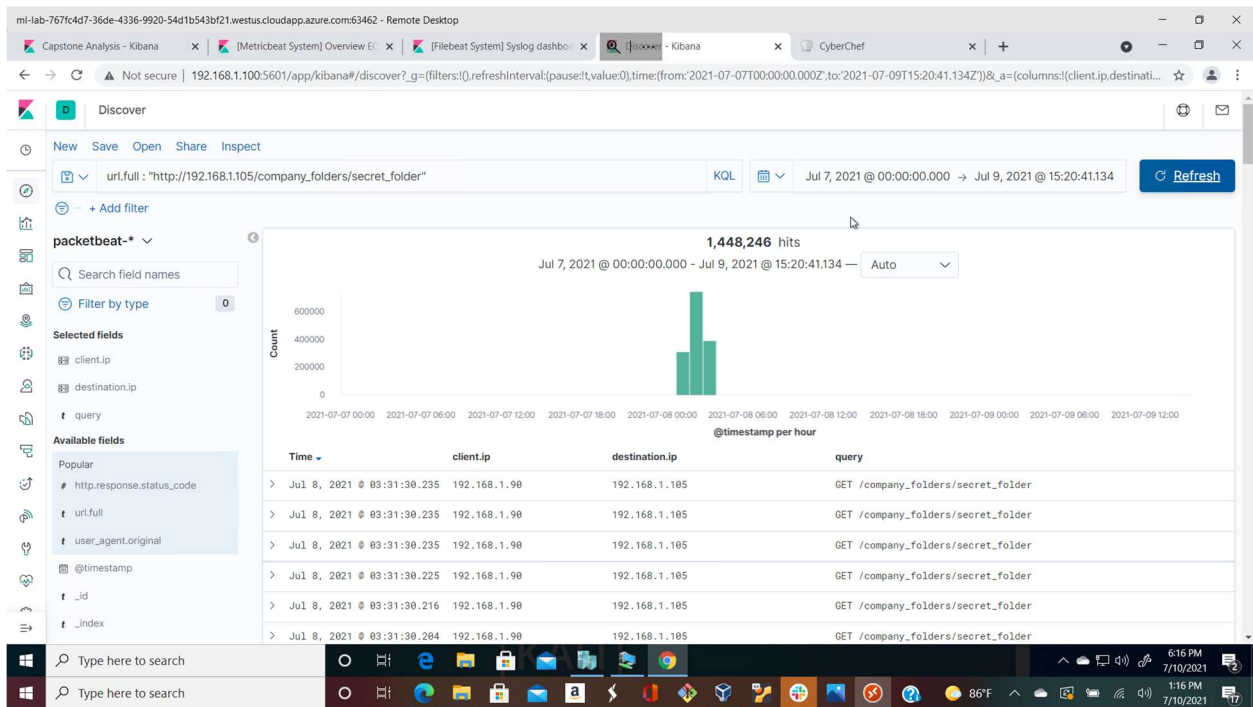 ml-lab-767fc4d7-36de-4336-9920-54d1b543bf21.westus.cloudapp.azure.com:63462 - Remote Desktop
Capstone Analysis - Kibana
[Metricbeat System] Overview EC
[Filebeat System] Syslog dashboa
Discover - Kibana
CyberChef
Not secure | 192.168.1.100:5601/app/kibana#/discover?_g=(filters:!(),refreshInterval:(pause:!t,value:0),time:(from:'2021-07-07T00:00:00.000Z',to:'2021-07-09T15:20:41.134Z'))&_a=(columns:!(client.ip,destinati...
D Discover
New Save Open Share Inspect
url.full : "http://192.168.1.105/company_folders/secret_folder"
KQL
Jul 7, 2021 @ 00:00:00.000 → Jul 9, 2021 @ 15:20:41.134
Refresh
+ Add filter
packetbeat-*
Search field names
Filter by type 0
Selected fields
client.ip
destination.ip
t query
Available fields
Popular
# http.response.status_code
t url.full
t user_agent.original
@timestamp
t _id
t _index
1,448,246 hits
Jul 7, 2021 @ 00:00:00.000 - Jul 9, 2021 @ 15:20:41.134 — Auto
Count
600000
400000
200000
0
2021-07-07 00:00 2021-07-07 06:00 2021-07-07 12:00 2021-07-07 18:00 2021-07-08 00:00 2021-07-08 06:00 2021-07-08 12:00 2021-07-08 18:00 2021-07-09 00:00 2021-07-09 06:00 2021-07-09 12:00
@timestamp per hour
Time client.ip destination.ip query
Jul 8, 2021 @ 03:31:30.235 192.168.1.90 192.168.1.105 GET /company_folders/secret_folder
Jul 8, 2021 @ 03:31:30.235 192.168.1.90 192.168.1.105 GET /company_folders/secret_folder
Jul 8, 2021 @ 03:31:30.235 192.168.1.90 192.168.1.105 GET /company_folders/secret_folder
Jul 8, 2021 @ 03:31:30.225 192.168.1.90 192.168.1.105 GET /company_folders/secret_folder
Jul 8, 2021 @ 03:31:30.216 192.168.1.90 192.168.1.105 GET /company_folders/secret_folder
Jul 8, 2021 @ 03:31:30.204 192.168.1.90 192.168.1.105 GET /company_folders/secret_folder
Type here to search
6:16 PM
7/10/2021
2
Type here to search
a
86°F
1:16 PM
7/10/2021
17